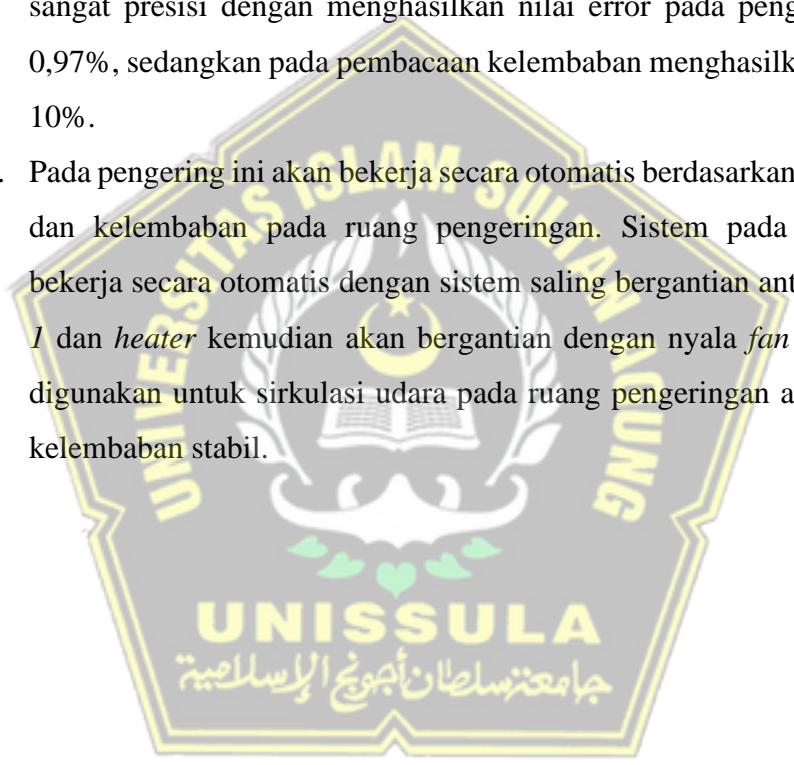 sangat presisi dengan menghasilkan nilai error pada peng
0,97%, sedangkan pada pembacaan kelembaban menghasilk
10%.
. Pada pengering ini akan bekerja secara otomatis berdasarkan
dan kelembaban pada ruang pengeringan. Sistem pada
bekerja secara otomatis dengan sistem saling bergantian ant
1 dan heater kemudian akan bergantian dengan nyala fan
digunakan untuk sirkulasi udara pada ruang pengeringan a
kelembaban stabil.
UNIVERSITAS ISLAM SULTAN AGUNG
UNISSULA
جامعة سلطان أجونج الإسلامية